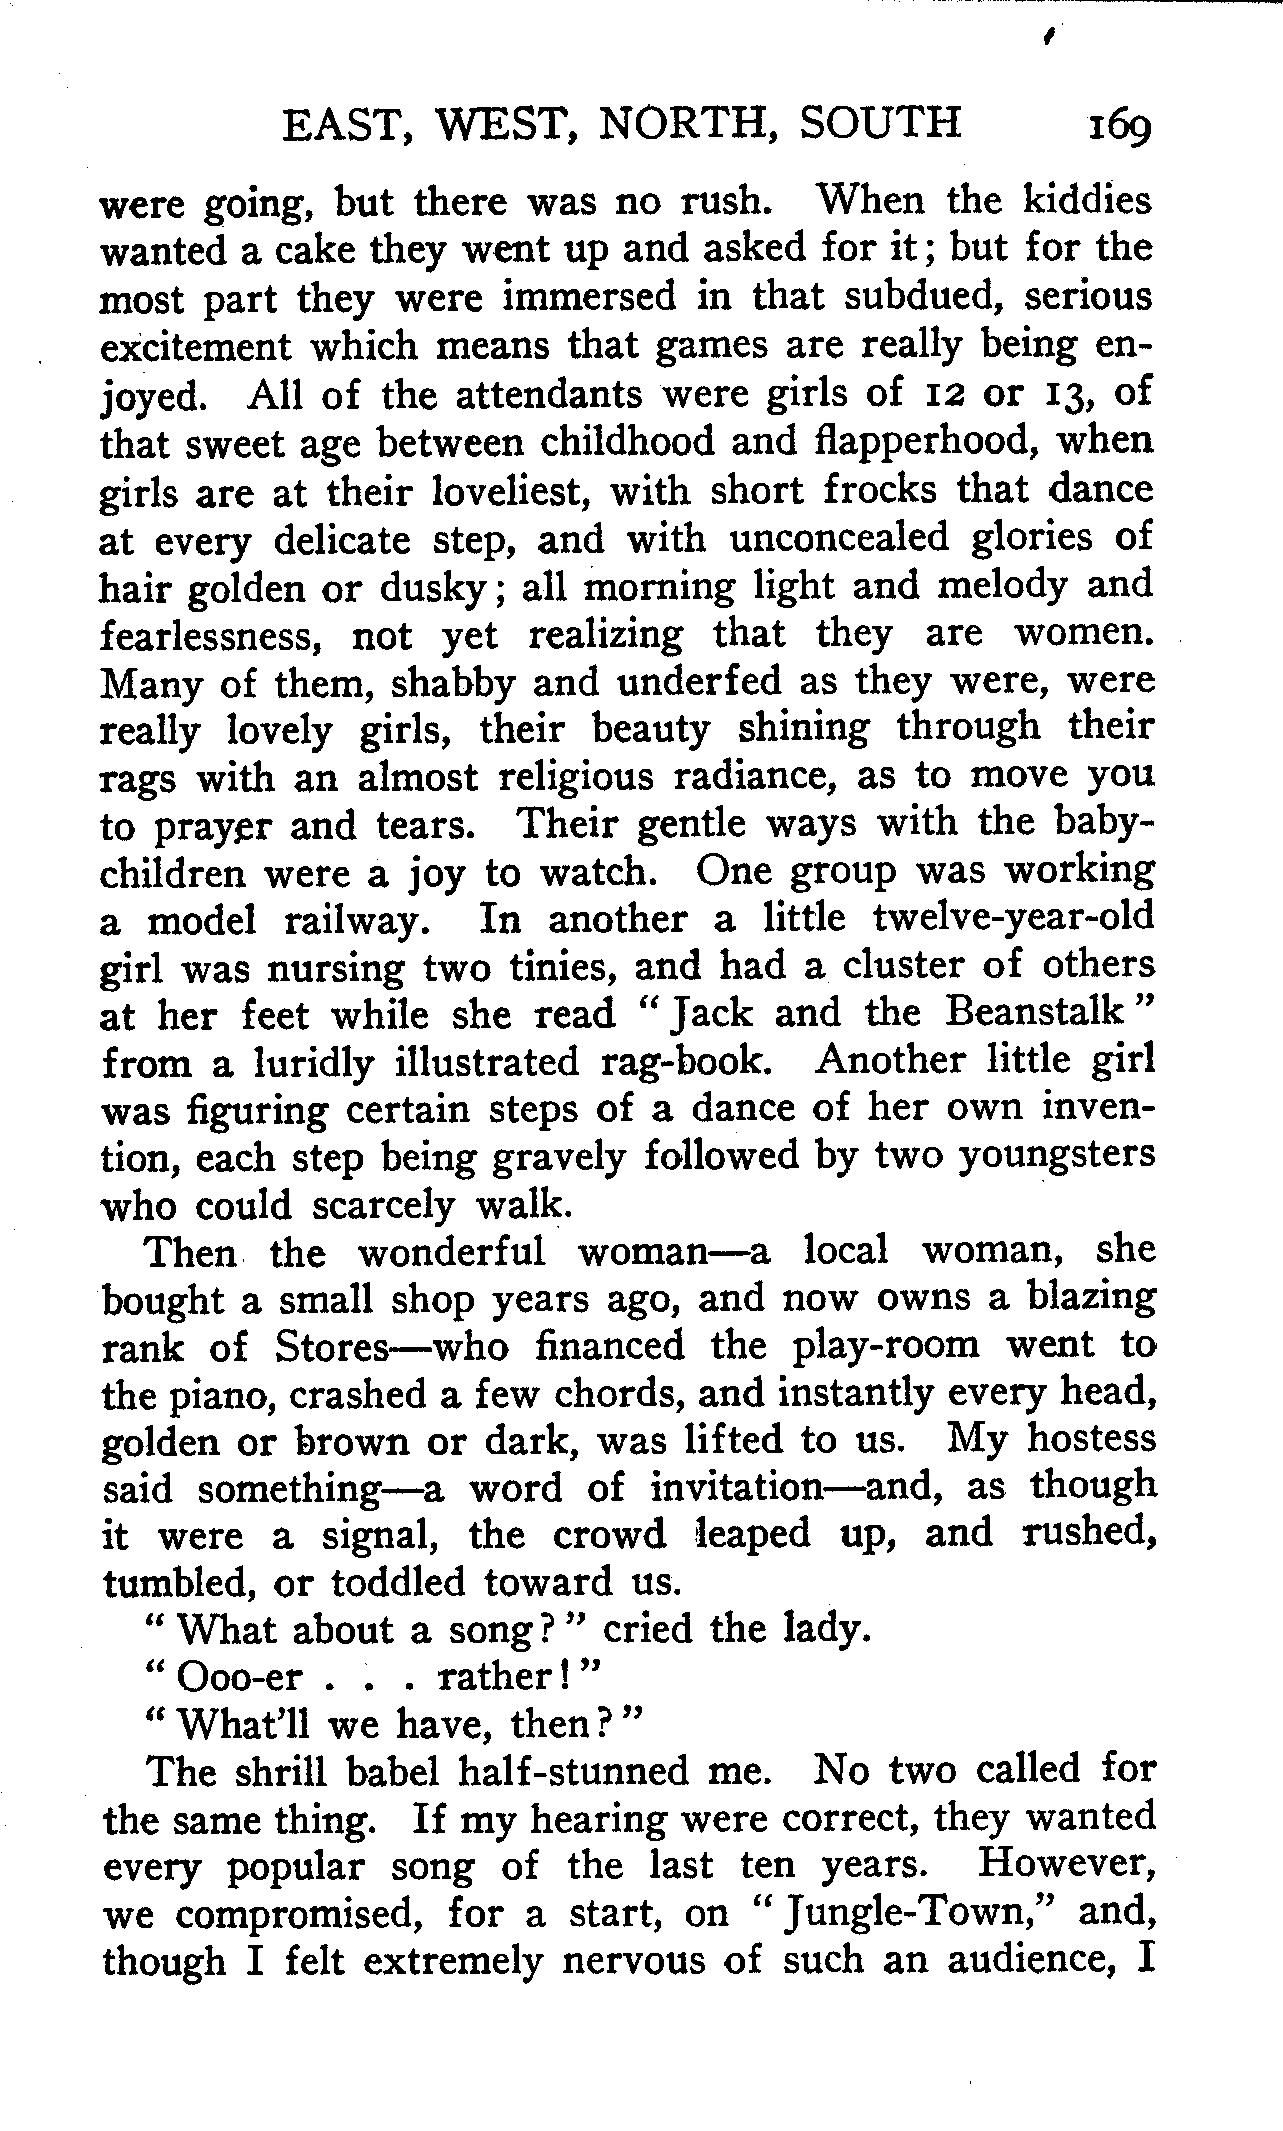 EAST, WEST, NORTH, SOUTH 169
were going, but there was no rush. When the kiddies
wanted a cake they went up and asked for it; but for the
most part they were immersed in that subdued, serious
excitement which means that games are really being en-
joyed. All of the attendants were girls of 12 or 13, of
that sweet age between childhood and flapperhood, when
girls are at their loveliest, with short frocks that dance
at every delicate step, and with unconcealed glories of
hair golden or dusky; all morning light and melody and
fearlessness, not yet realizing that they are women.
Many of them, shabby and underfed as they were, were
really lovely girls, their beauty shining through their
rags with an almost religious radiance, as to move you
to prayer and tears. Their gentle ways with the baby-
children were a joy to watch. One group was working
a model railway. In another a little twelve-year-old
girl was nursing two tinies, and had a cluster of others
at her feet while she read "Jack and the Beanstalk"
from a luridly illustrated rag-book. Another little girl
was figuring certain steps of a dance of her own inven-
tion, each step being gravely followed by two youngsters
who could scarcely walk.
Then the wonderful woman—a local woman, she
bought a small shop years ago, and now owns a blazing
rank of Stores—who financed the play-room went to
the piano, crashed a few chords, and instantly every head,
golden or brown or dark, was lifted to us. My hostess
said something—a word of invitation—and, as though
it were a signal, the crowd leaped up, and rushed,
tumbled, or toddled toward us.
"What about a song?" cried the lady.
"Ooo-er . . . rather!"
"What'll we have, then?"
The shrill babel half-stunned me. No two called for
the same thing. If my hearing were correct, they wanted
every popular song of the last ten years. However,
we compromised, for a start, on "Jungle-Town," and,
though I felt extremely nervous of such an audience, I